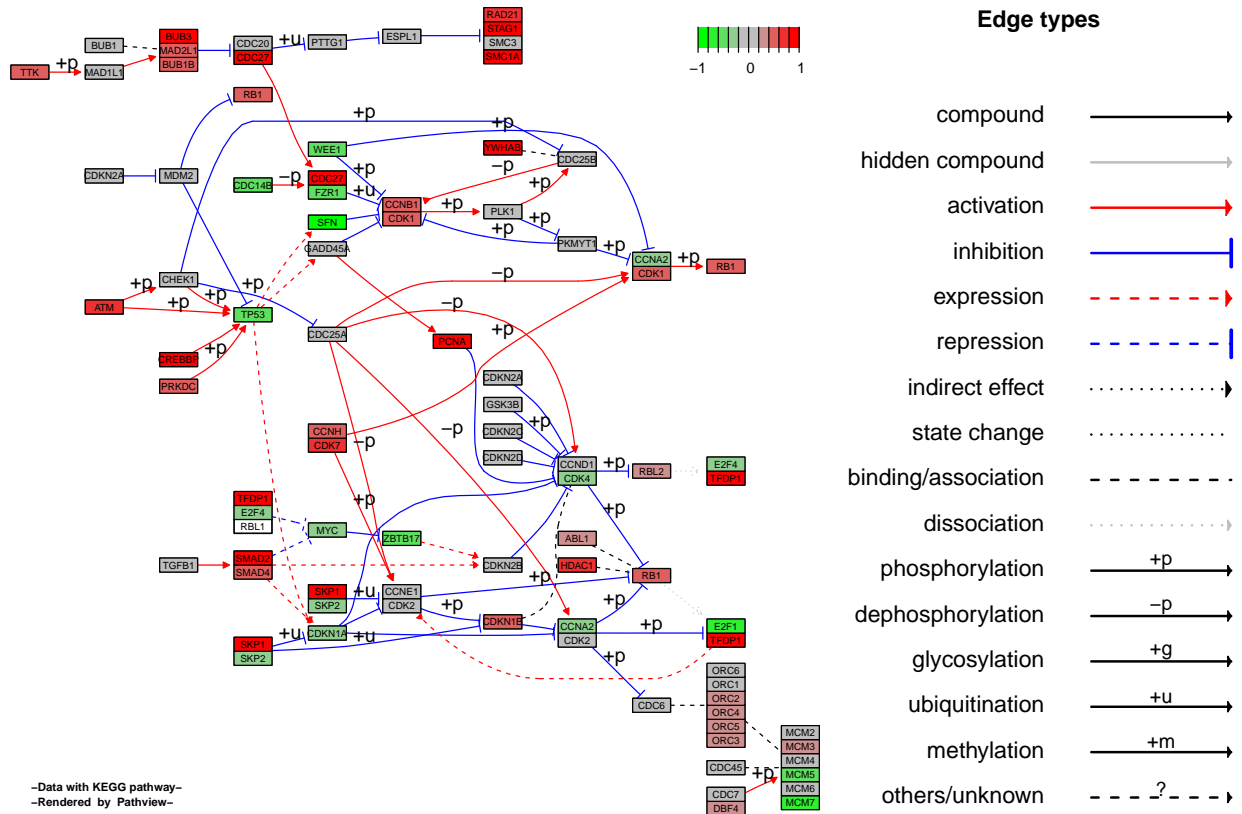 Edge types
compound
hidden compound
activation
inhibition
expression
repression
indirect effect
state change
binding/association
dissociation
phosphorylation +p
dephosphorylation −p
glycosylation +g
ubiquitination +u
methylation +m
others/unknown ?
−1 0 1
RAD21
STAG1
SMC3
SMC1A
BUB1
BUB3
MAD2L1
BUB1B
CDC20
CDC27
+u
PTTG1
ESPL1
TTK
+p
MAD1L1
RB1
+p
WEE1
+p
+p
YWHAB
CDC25B
−p
CDKN2A
MDM2
CDC14B
−p
CDC27
FZR1
+u
CCNB1
CDK1
+p
+p
PLK1
+p
SFN
GADD45A
+p
PKMYT1
+p
CCNA2
CDK1
+p
RB1
CHEK1
+p
+p
+p
−p
ATM
+p
TP53
−p
CDC25A
PCNA
+p
CREBBP
+p
PRKDC
CDKN2A
GSK3B
+p
CDKN2C
CDKN2D
CCNH
CDK7
−p
−p
CCND1
CDK4
+p
RBL2
E2F4
TFDP1
+p
TFDP1
E2F4
RBL1
MYC
ZBTB17
+p
ABL1
TGFB1
SMAD2
SMAD4
CDKN2B
HDAC1
RB1
+p
SKP1
SKP2
+u
CCNE1
CDK2
+p
+p
CDKN1B
CDKN1A
+u
+u
CCNA2
CDK2
+p
E2F1
TFDP1
SKP1
SKP2
+p
CDC6
ORC6
ORC1
ORC2
ORC4
ORC5
ORC3
MCM2
MCM3
MCM4
MCM5
MCM6
MCM7
CDC45
+p
CDC7
DBF4
−Data with KEGG pathway−
−Rendered by Pathview−